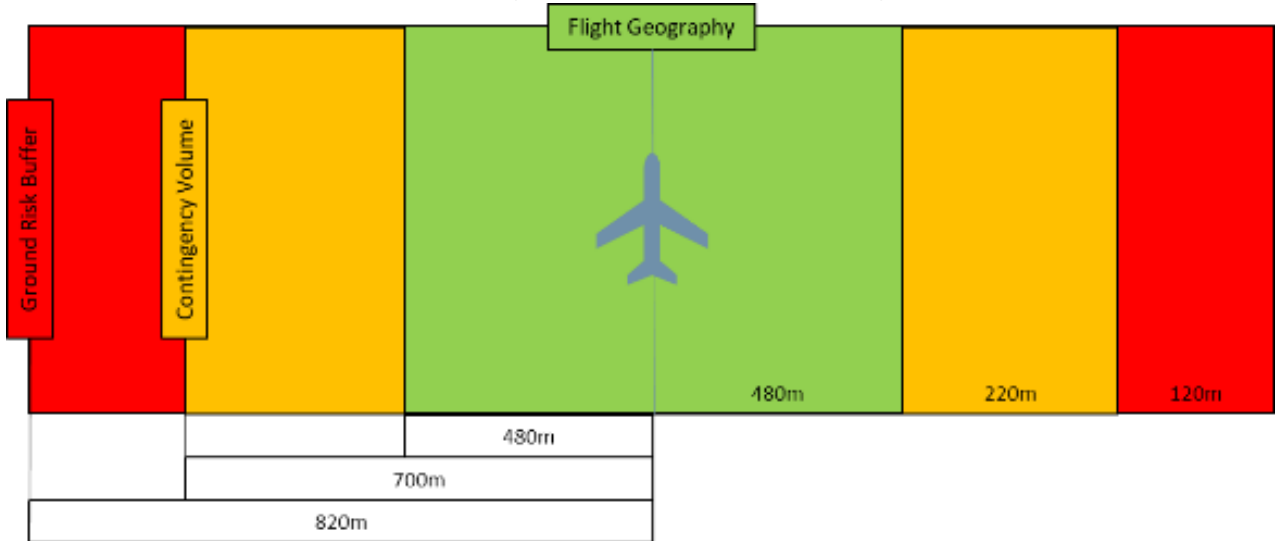 Flight Geography
Ground Risk Buffer
Contingency Volume
480m
220m
120m
480m
700m
820m